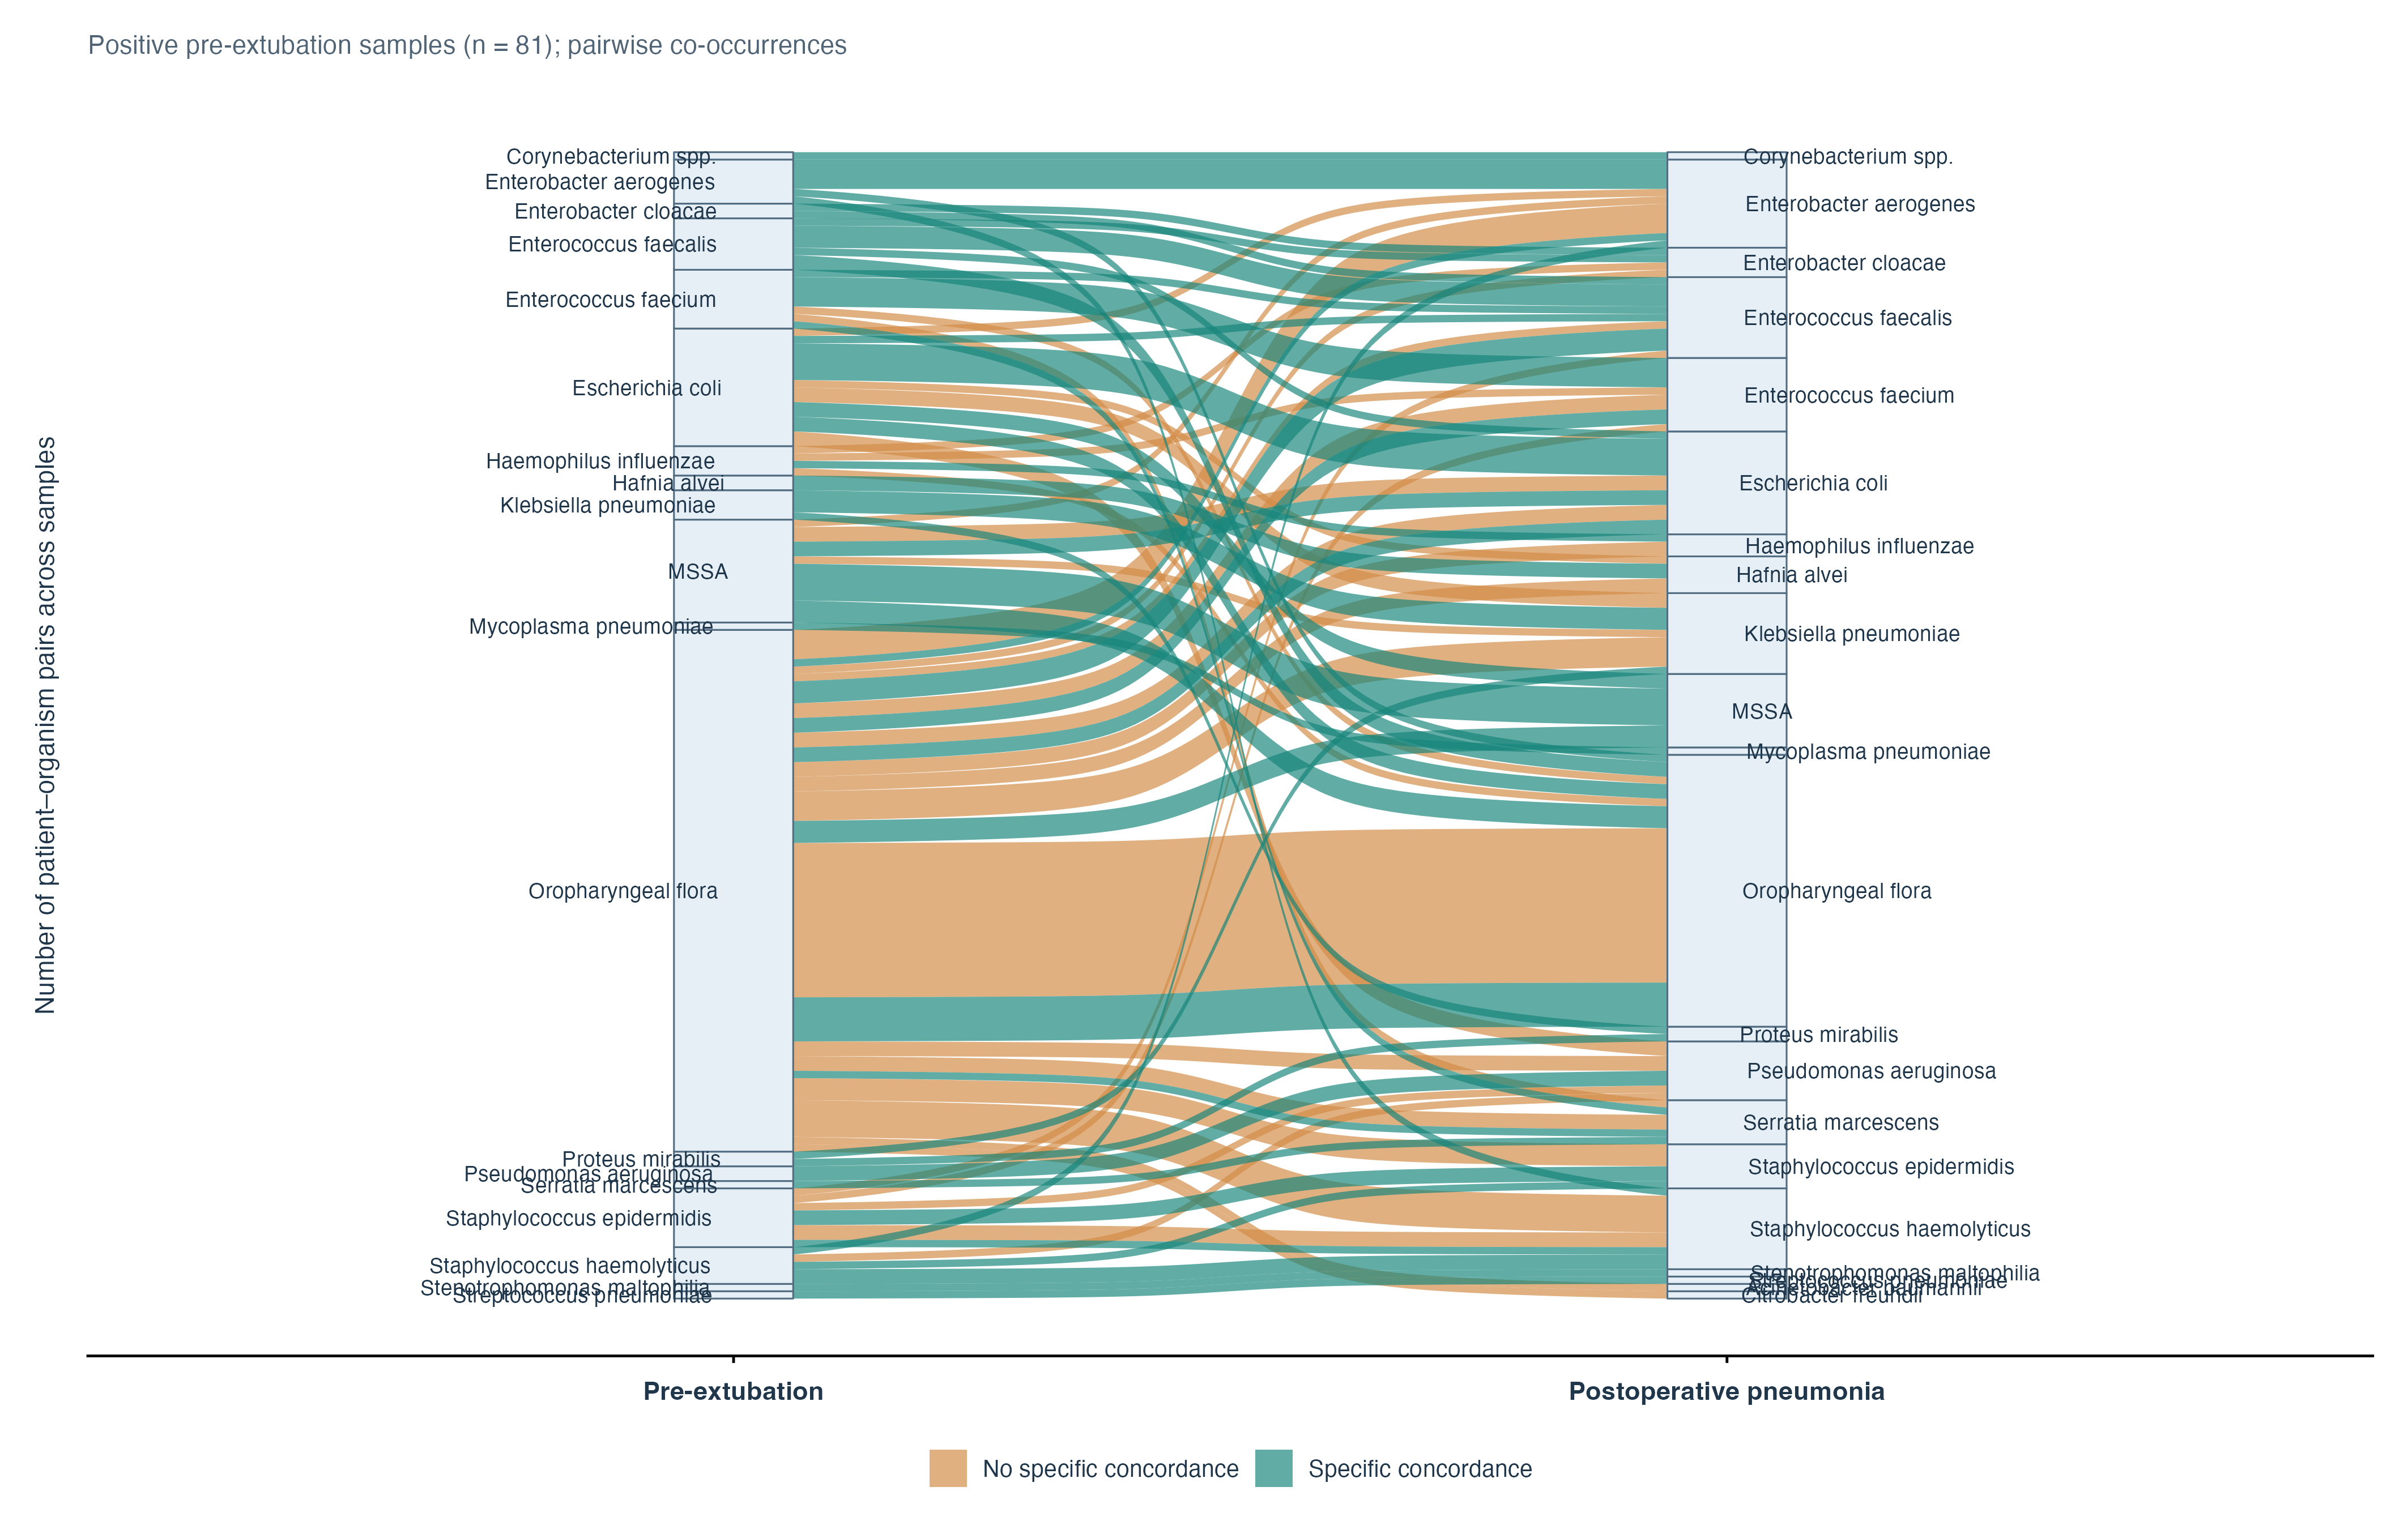 Positive pre-extubation samples (n = 81); pairwise co-occurrences
Number of patient–organism pairs across samples
Corynebacterium spp.
Enterobacter aerogenes
Enterobacter cloacae
Enterococcus faecalis
Enterococcus faecium
Escherichia coli
Haemophilus influenzae
Hafnia alvei
Klebsiella pneumoniae
MSSA
Mycoplasma pneumoniae
Oropharyngeal flora
Proteus mirabilis
Pseudomonas aeruginosa
Serratia marcescens
Staphylococcus epidermidis
Staphylococcus haemolyticus
Stenotrophomonas maltophilia
Streptococcus pneumoniae
Corynebacterium spp.
Enterobacter aerogenes
Enterobacter cloacae
Enterococcus faecalis
Enterococcus faecium
Escherichia coli
Haemophilus influenzae
Hafnia alvei
Klebsiella pneumoniae
MSSA
Mycoplasma pneumoniae
Oropharyngeal flora
Proteus mirabilis
Pseudomonas aeruginosa
Serratia marcescens
Staphylococcus epidermidis
Staphylococcus haemolyticus
Stenotrophomonas maltophilia
Streptococcus pneumoniae
Acinetobacter baumannii
Citrobacter freundii
Pre-extubation
Postoperative pneumonia
No specific concordance
Specific concordance